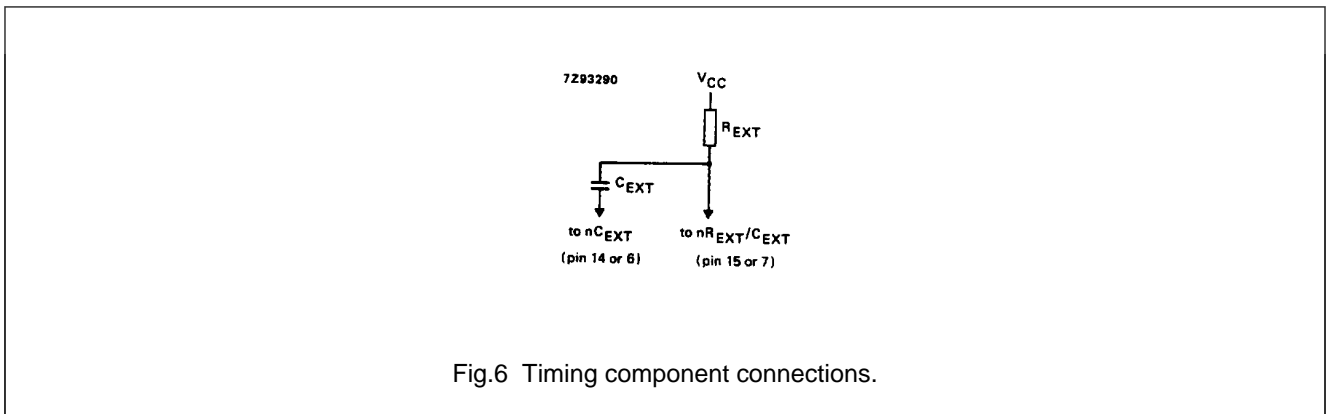 7Z93290
VCC
REXT
CEXT
to nCEXT
(pin 14 or 6)
to nREXT/CEXT
(pin 15 or 7)
Fig.6 Timing component connections.